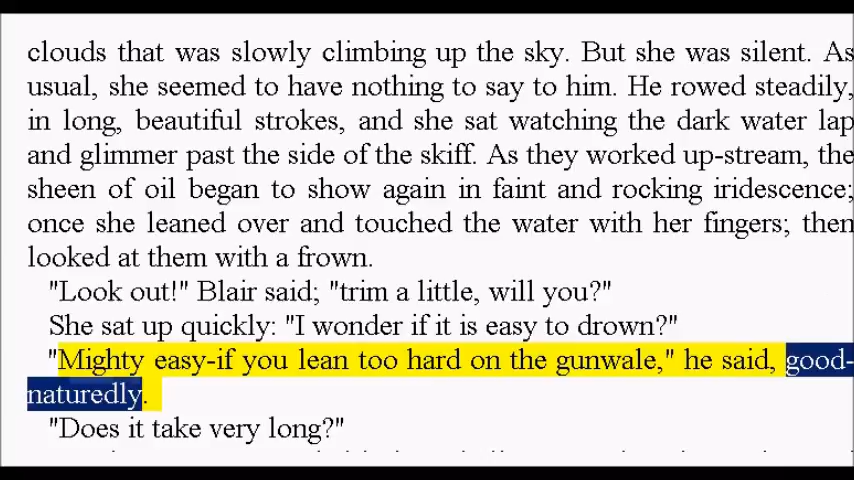 clouds that was slowly climbing up the sky. But she was silent. As
usual, she seemed to have nothing to say to him. He rowed steadily,
in long, beautiful strokes, and she sat watching the dark water lap
and glimmer past the side of the skiff. As they worked up-stream, the
sheen of oil began to show again in faint and rocking iridescence;
once she leaned over and touched the water with her fingers; then
looked at them with a frown.
"Look out!" Blair said; "trim a little, will you?"
She sat up quickly: "I wonder if it is easy to drown?"
"Mighty easy-if you lean too hard on the gunwale," he said, good-
naturedly.
"Does it take very long?"